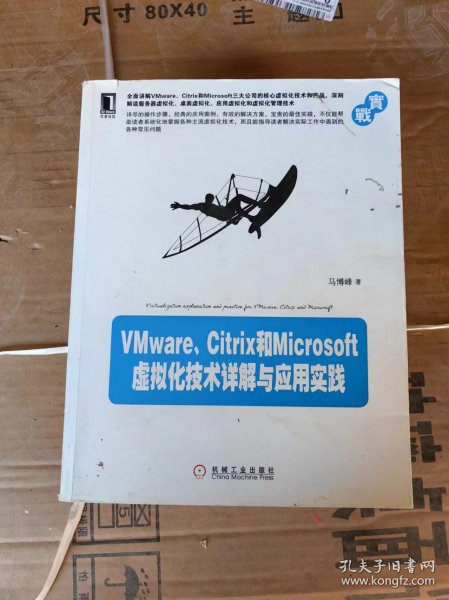 尺寸 80X40
主
超
全面讲解VMware、Citrix和Microsoft三大公司的核心虚拟化技术和产品，深刻
解读服务器虚拟化、桌面虚拟化、应用虚拟化和虚拟化管理技术
详尽的操作步骤、经典的应用案例、有效的解决方案、宝贵的最佳实践，不仅能帮
助读者系统化地掌握各种主流虚拟化技术，而且能指导读者解决实际工作中遇到的
各种常见问题
华章科技
實戰
马博峰 著
Virtualization explanation and practice for VMware, Citrix and Microsoft
VMware、Citrix和Microsoft
虚拟化技术详解与应用实践
机械工业出版社
China Machine Press
孔夫子旧书网
www.kongfz.com